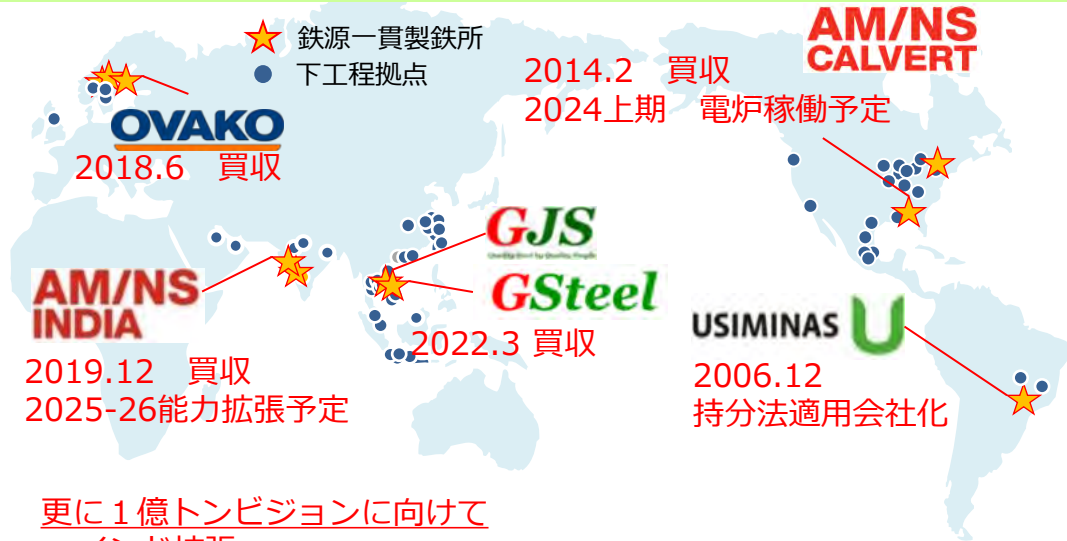 鉄源一貫製鉄所
下工程拠点
AM/NS
CALVERT
2014.2 買収
2024上期 電炉稼働予定
OVAKO
2018.6 買収
GJS
GSteel
2022.3 買収
AM/NS
INDIA
2019.12 買収
2025-26能力拡張予定
USIMINAS
2006.12
持分法適用会社化
更に１億トンビジョンに向けて